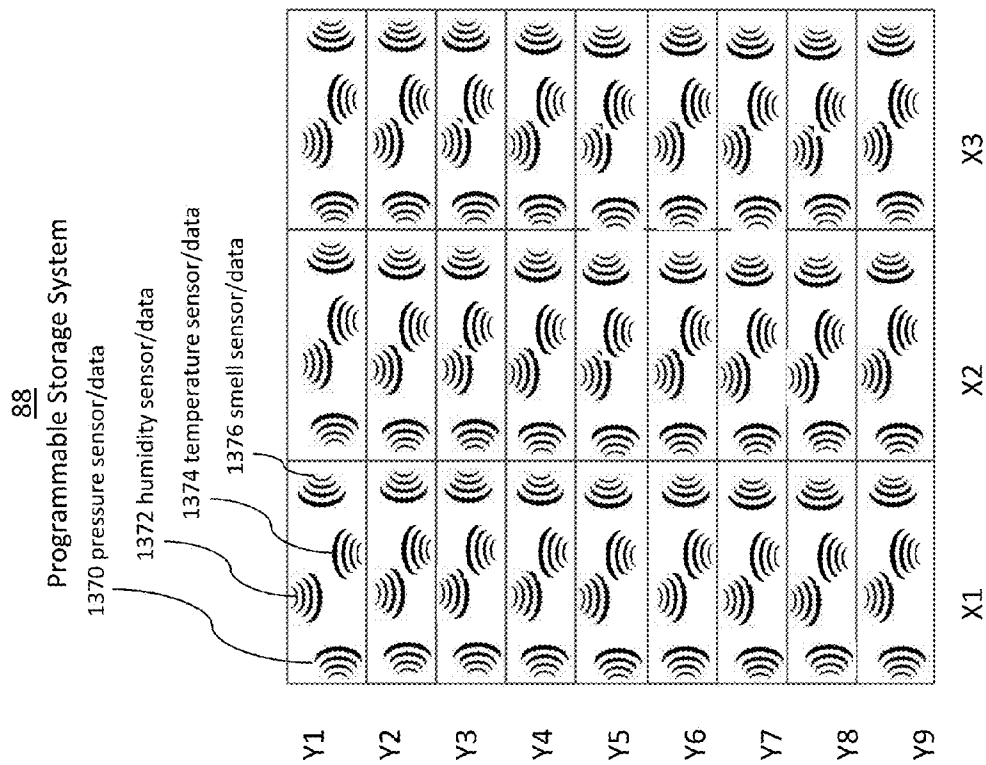 88
Programmable Storage System
1370 pressure sensor/data
1372 humidity sensor/data
1374 temperature sensor/data
1376 smell sensor/data
Y1
Y2
Y3
Y4
Y5
Y6
Y7
Y8
Y9
X1
X2
X3